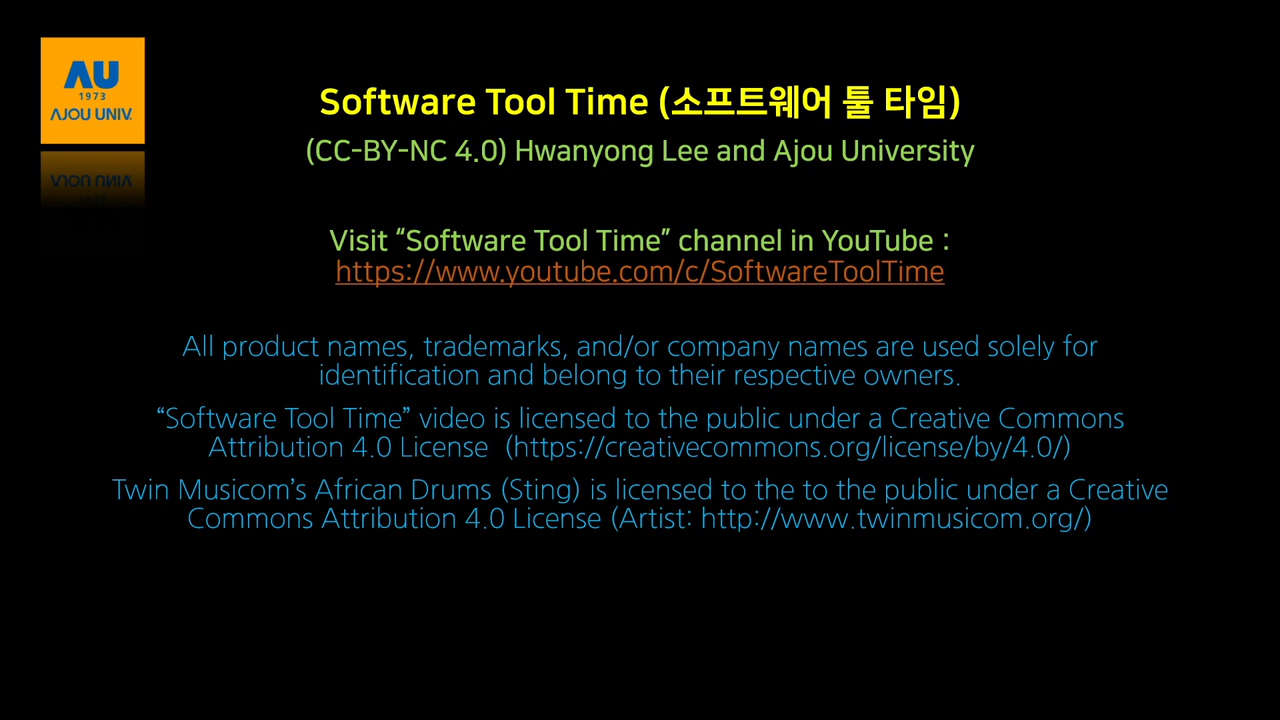 AU
1973
AJOU UNIV.
Software Tool Time (소프트웨어 툴 타임)
(CC-BY-NC 4.0) Hwanyong Lee and Ajou University
Visit “Software Tool Time” channel in YouTube :
https://www.youtube.com/c/SoftwareToolTime
All product names, trademarks, and/or company names are used solely for
identification and belong to their respective owners.
“Software Tool Time” video is licensed to the public under a Creative Commons
Attribution 4.0 License  (https://creativecommons.org/license/by/4.0/)
Twin Musicom’s African Drums (Sting) is licensed to the to the public under a Creative
Commons Attribution 4.0 License (Artist: http://www.twinmusicom.org/)